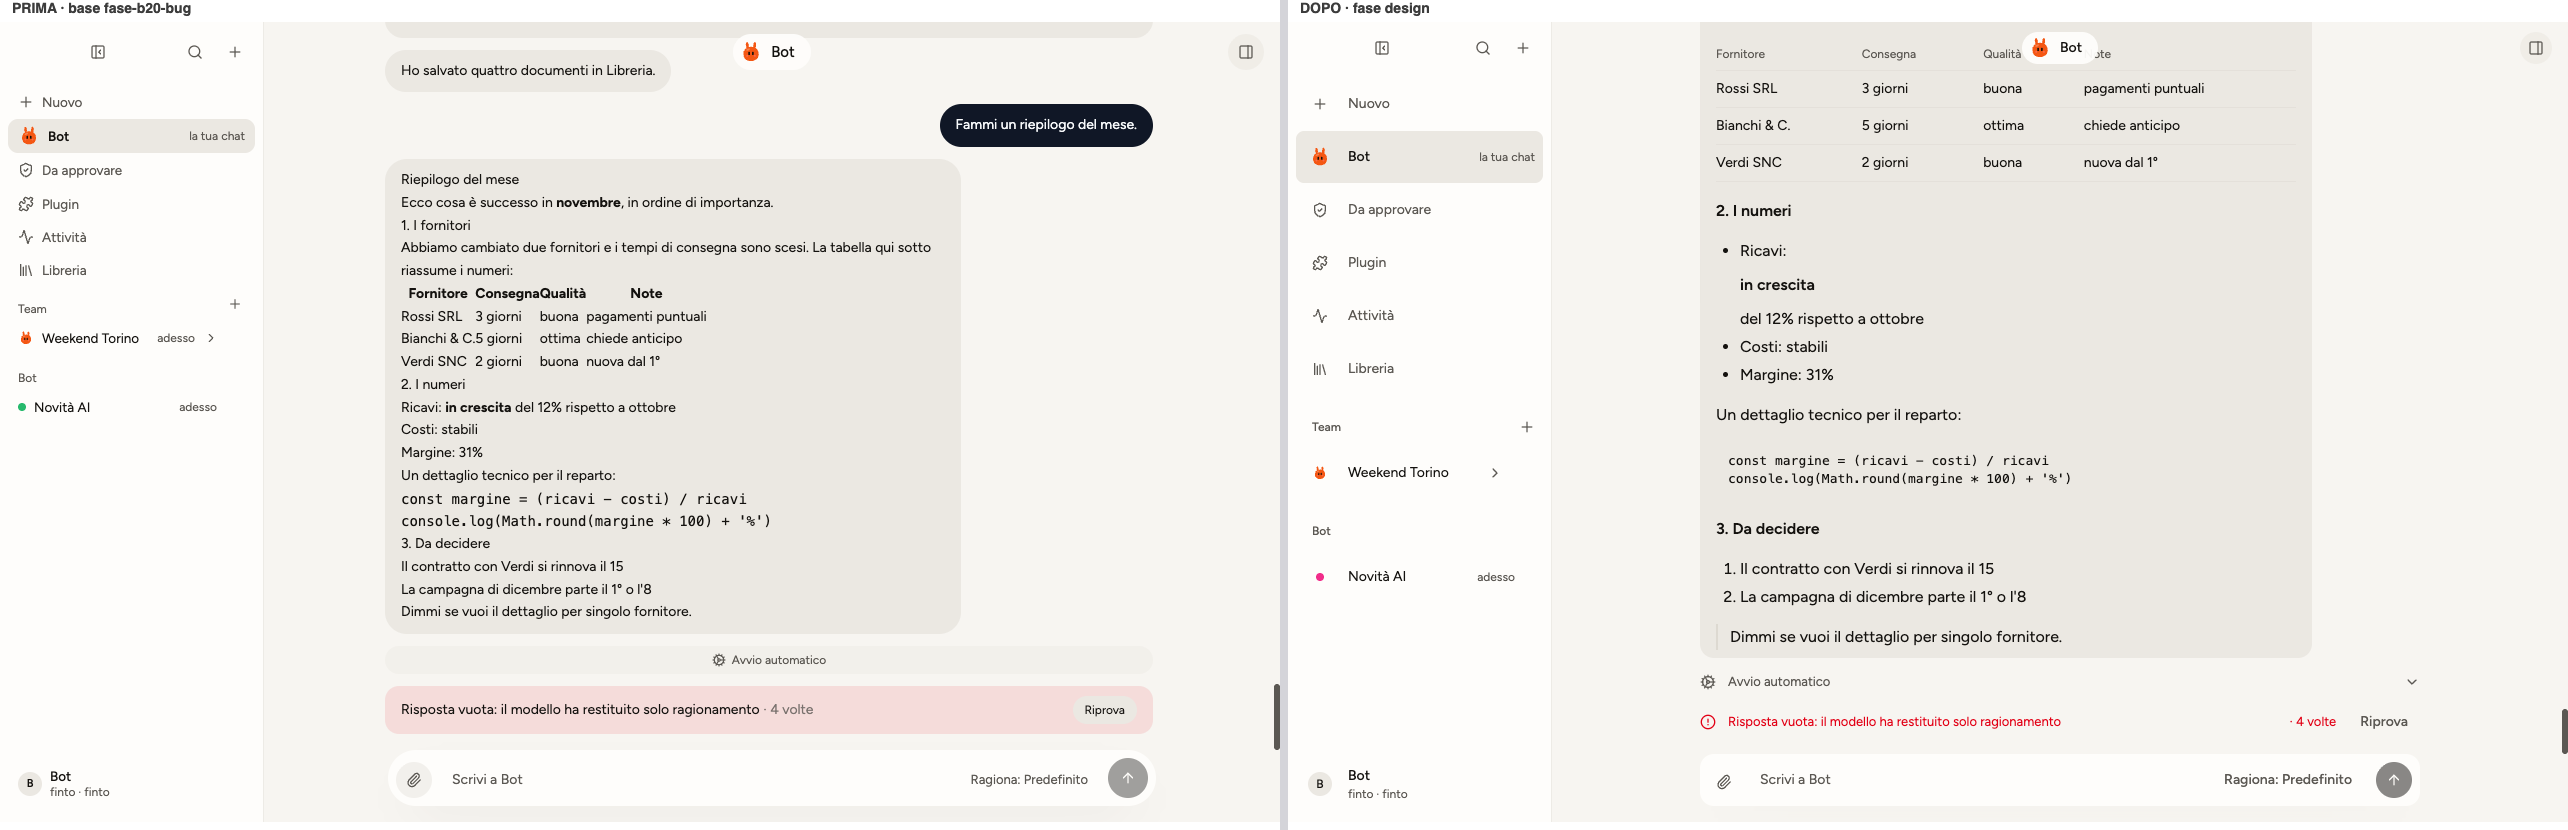 PRIMA · base fase-b20-bug
Nuovo
Bot la tua chat
Da approvare
Plugin
Attività
Libreria
Team
Weekend Torino adesso
Bot
Novità AI adesso
B
Bot
finto · finto
Bot
Ho salvato quattro documenti in Libreria.
Fammi un riepilogo del mese.
Riepilogo del mese
Ecco cosa è successo in novembre, in ordine di importanza.
1. I fornitori
Abbiamo cambiato due fornitori e i tempi di consegna sono scesi. La tabella qui sotto
riassume i numeri:
Fornitore Consegna Qualità Note
Rossi SRL 3 giorni buona pagamenti puntuali
Bianchi & C. 5 giorni ottima chiede anticipo
Verdi SNC 2 giorni buona nuova dal 1°
2. I numeri
Ricavi: in crescita del 12% rispetto a ottobre
Costi: stabili
Margine: 31%
Un dettaglio tecnico per il reparto:
const margine = (ricavi − costi) / ricavi
console.log(Math.round(margine * 100) + '%')
3. Da decidere
Il contratto con Verdi si rinnova il 15
La campagna di dicembre parte il 1° o l'8
Dimmi se vuoi il dettaglio per singolo fornitore.
Avvio automatico
Risposta vuota: il modello ha restituito solo ragionamento · 4 volte Riprova
Scrivi a Bot Ragiona: Predefinito
DOPO · fase design
Nuovo
Bot la tua chat
Da approvare
Plugin
Attività
Libreria
Team
Weekend Torino
Bot
Novità AI adesso
B
Bot
finto · finto
Bot
Fornitore Consegna Qualità ote
Rossi SRL 3 giorni buona pagamenti puntuali
Bianchi & C. 5 giorni ottima chiede anticipo
Verdi SNC 2 giorni buona nuova dal 1°
2. I numeri
• Ricavi:
in crescita
del 12% rispetto a ottobre
• Costi: stabili
• Margine: 31%
Un dettaglio tecnico per il reparto:
const margine = (ricavi − costi) / ricavi
console.log(Math.round(margine * 100) + '%')
3. Da decidere
1. Il contratto con Verdi si rinnova il 15
2. La campagna di dicembre parte il 1° o l'8
Dimmi se vuoi il dettaglio per singolo fornitore.
Avvio automatico
Risposta vuota: il modello ha restituito solo ragionamento · 4 volte Riprova
Scrivi a Bot Ragiona: Predefinito